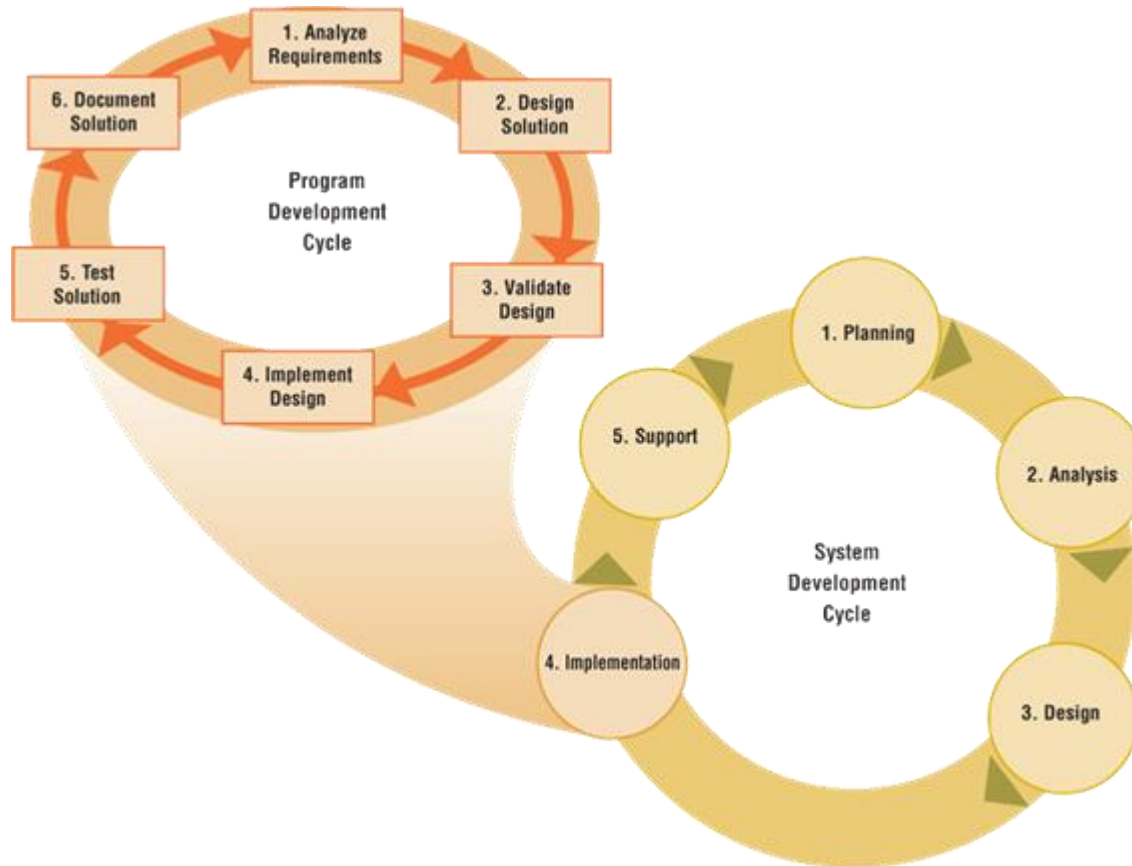 1. Analyze
Requirements
2. Design
Solution
3. Validate
Design
4. Implement
Design
5. Test
Solution
6. Document
Solution
Program
Development
Cycle
1. Planning
2. Analysis
3. Design
4. Implementation
5. Support
System
Development
Cycle